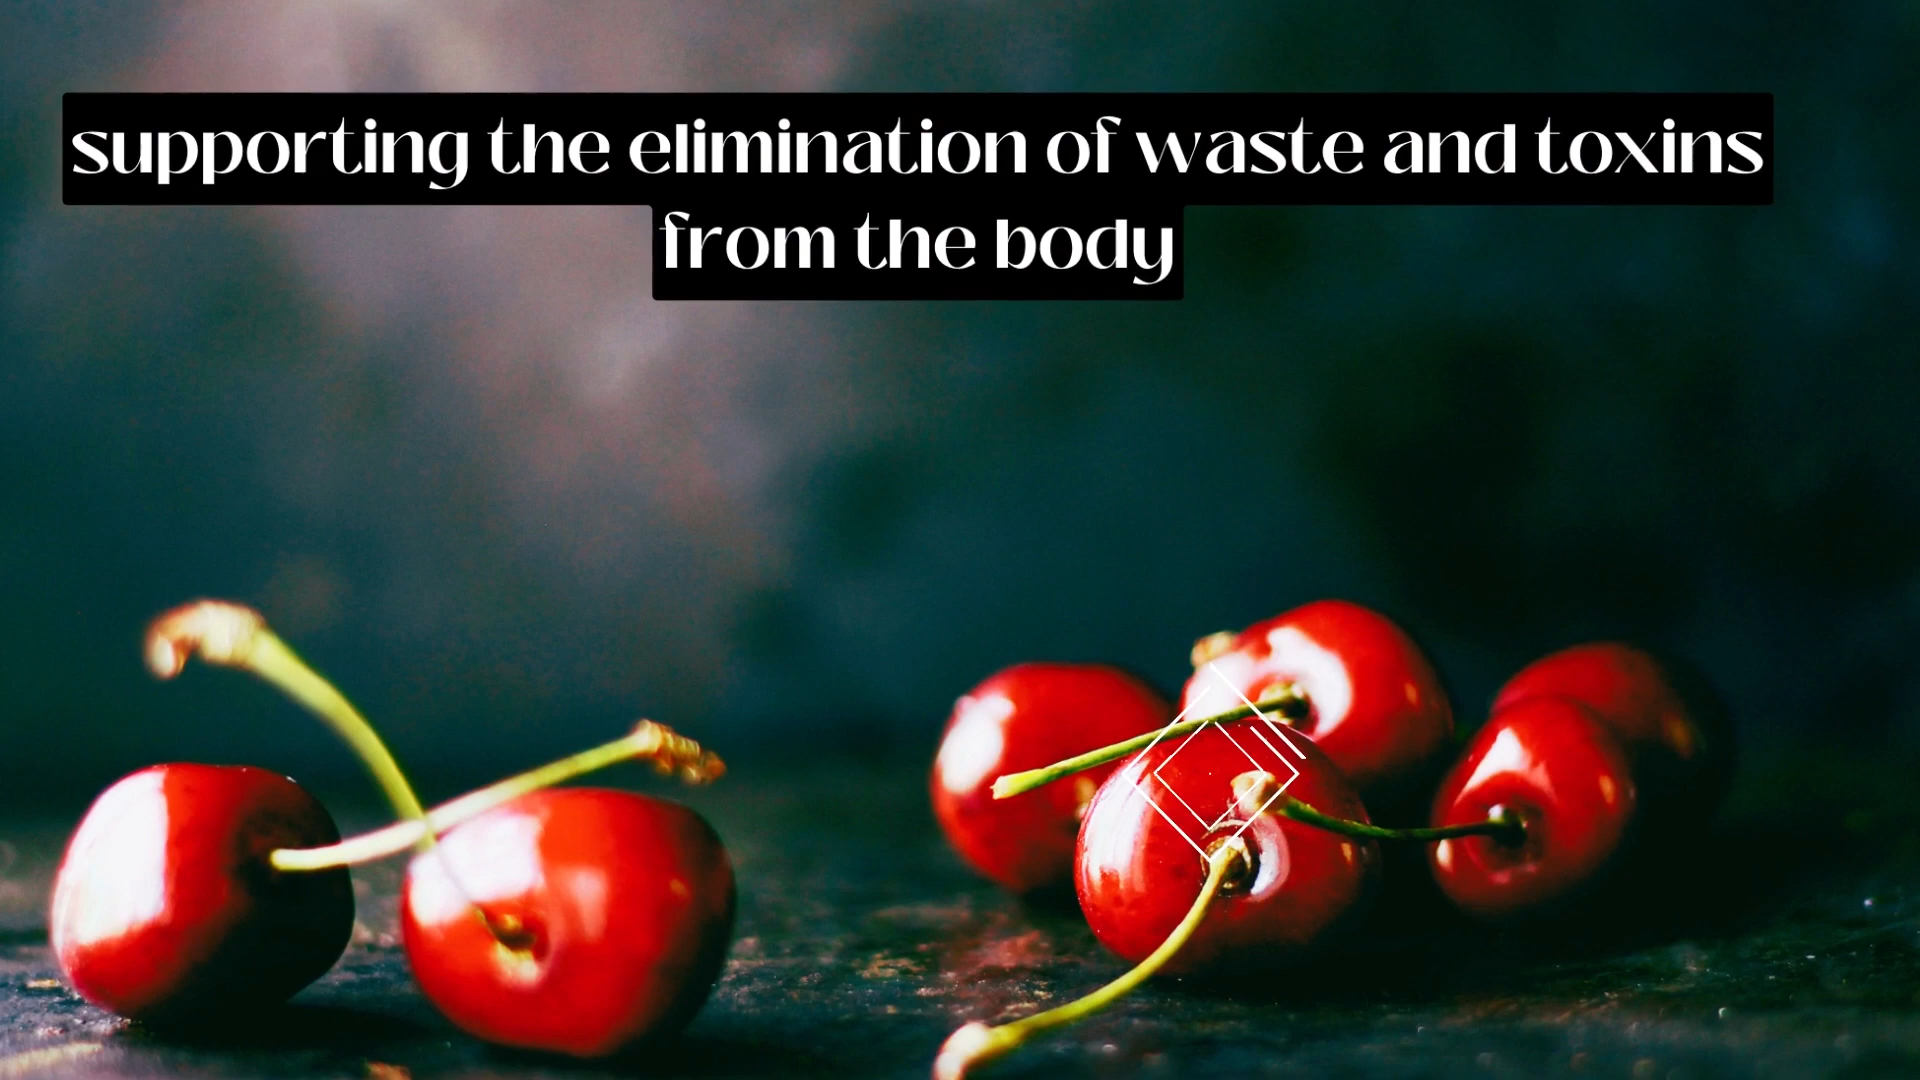 supporting the elimination of waste and toxins
from the body